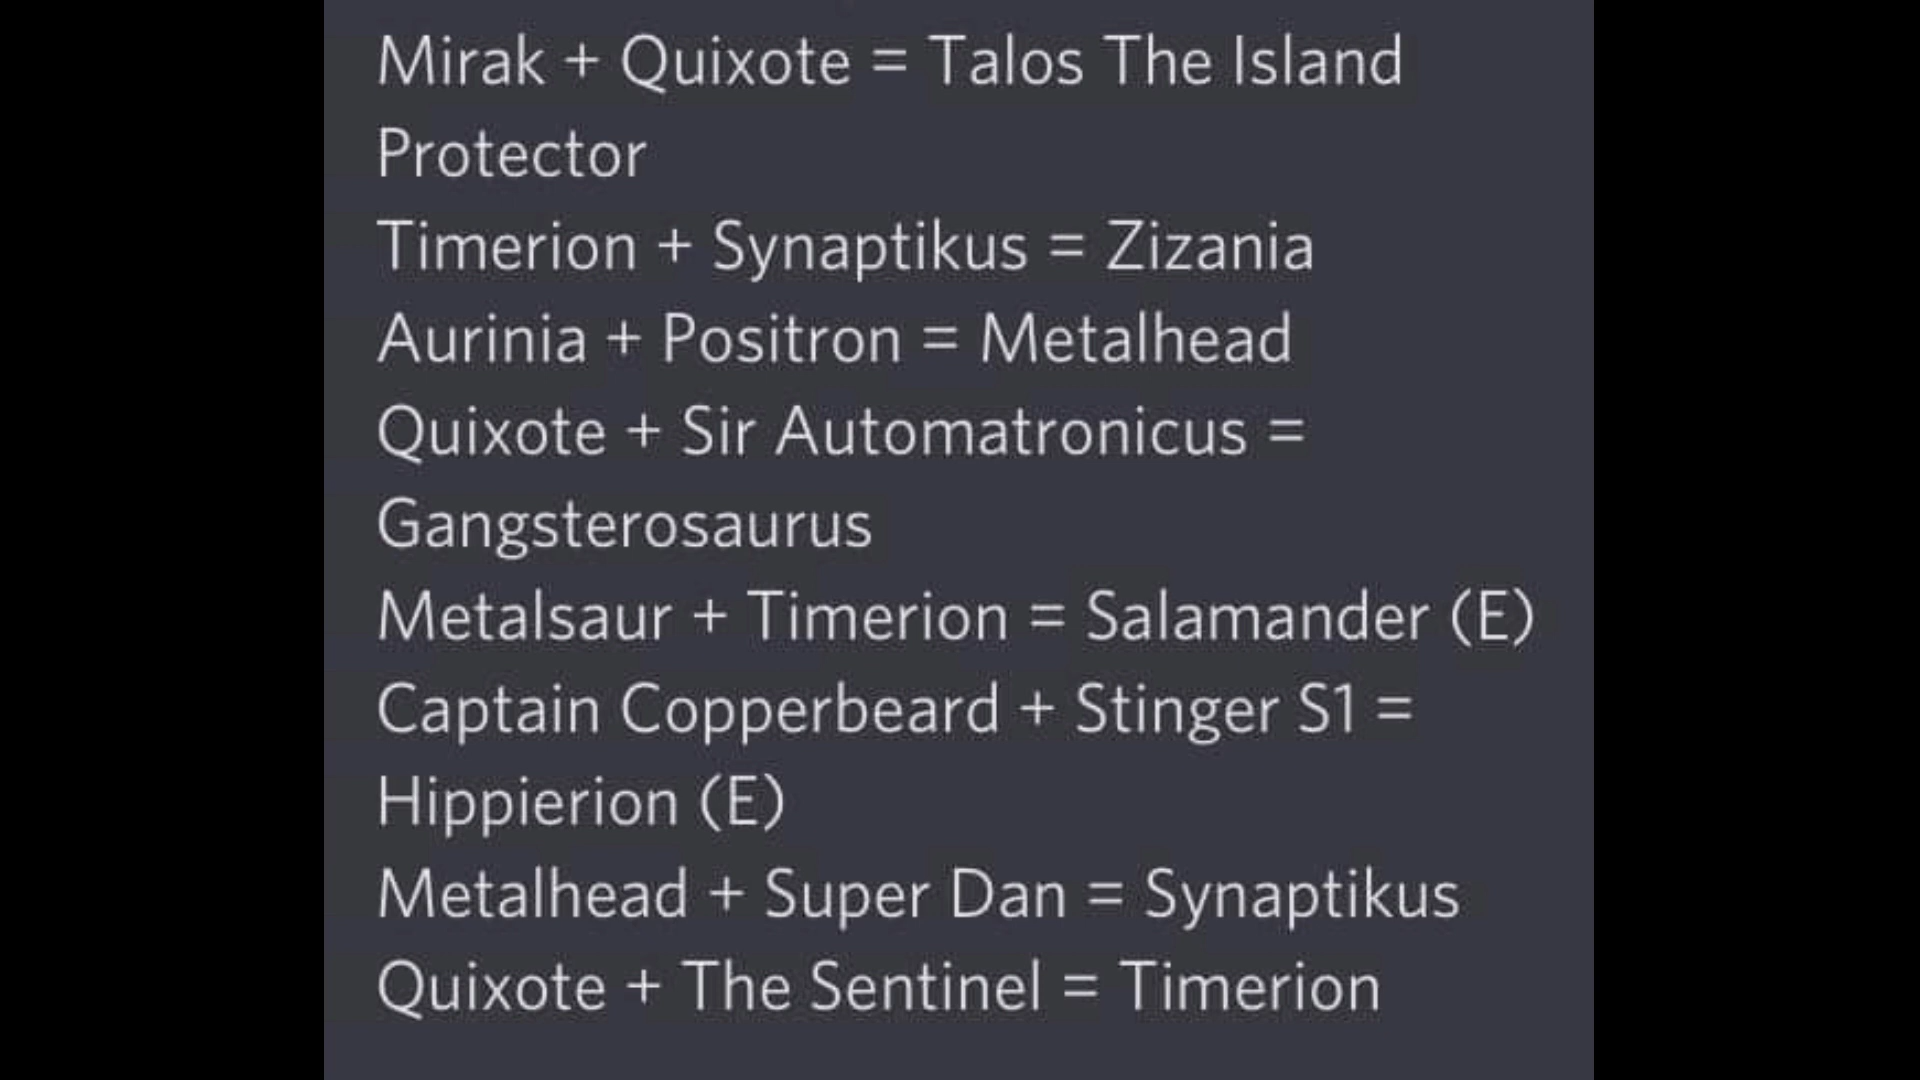 Mirak + Quixote = Talos The Island
Protector
Timerion + Synaptikus = Zizania
Aurinia + Positron = Metalhead
Quixote + Sir Automatronicus =
Gangsterosaurus
Metalsaur + Timerion = Salamander (E)
Captain Copperbeard + Stinger S1 =
Hippierion (E)
Metalhead + Super Dan = Synaptikus
Quixote + The Sentinel = Timerion